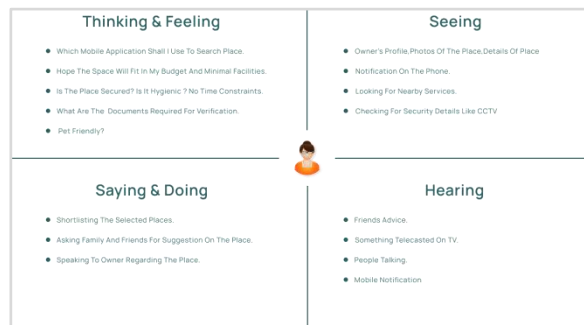 Thinking & Feeling
Which Mobile Application Shall I Use To Search Place.
Hope The Space Will Fit In My Budget And Minimal Facilities.
Is The Place Secured? Is It Hygienic ? No Time Constraints.
What Are The Documents Required For Verification.
Pet Friendly?
Seeing
Owner's Profile,Photos Of The Place,Details Of Place
Notification On The Phone.
Looking For Nearby Services.
Checking For Security Details Like CCTV
Saying & Doing
Shortlisting The Selected Places.
Asking Family And Friends For Suggestion On The Place.
Speaking To Owner Regarding The Place.
Hearing
Friends Advice.
Something Telecasted On TV.
People Talking.
Mobile Notification